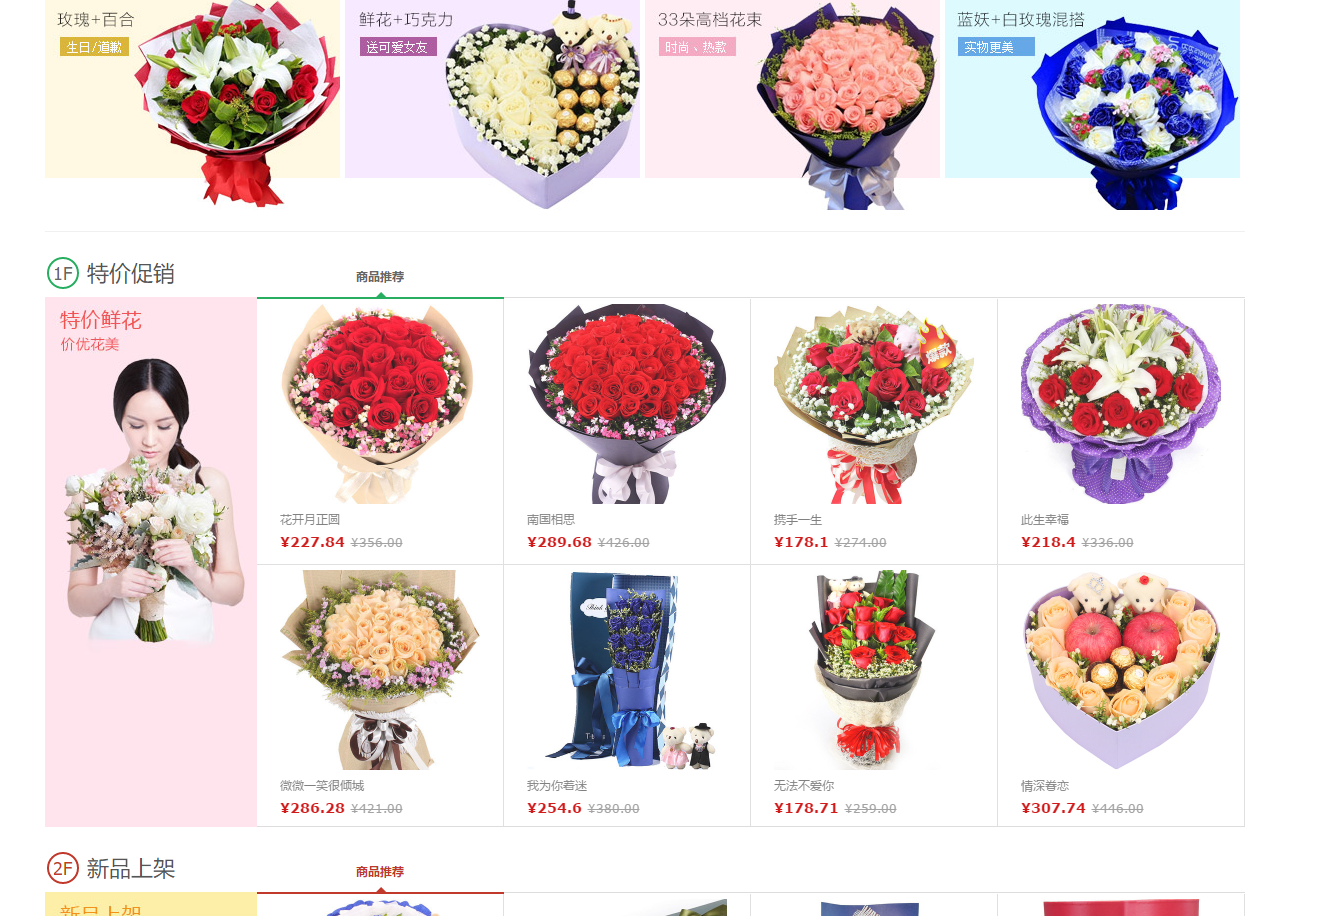 玫瑰+百合
生日/道歉
鲜花+巧克力
送可爱女友
33朵高档花束
时尚、热款
蓝妖+白玫瑰混搭
实物更美
1F 特价促销
商品推荐
特价鲜花
价优花美
爆款
花开月正圆
¥227.84 ¥356.00
南国相思
¥289.68 ¥426.00
携手一生
¥178.1 ¥274.00
此生幸福
¥218.4 ¥336.00
微微一笑很倾城
¥286.28 ¥421.00
我为你着迷
¥254.6 ¥380.00
无法不爱你
¥178.71 ¥259.00
情深眷恋
¥307.74 ¥446.00
2F 新品上架
商品推荐
新品上架